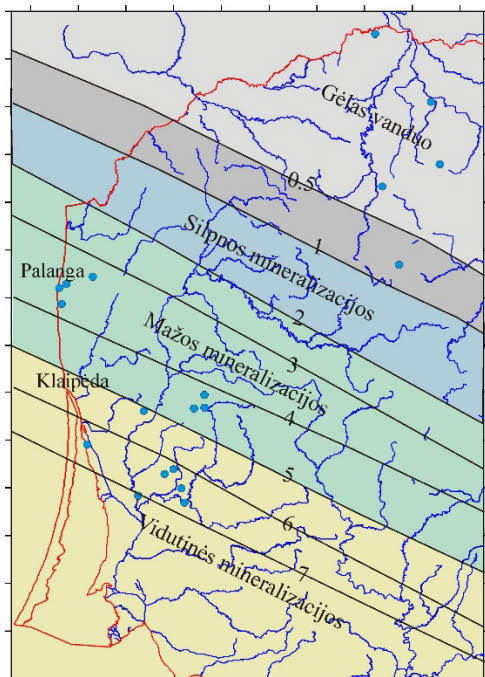 Gėlas vanduo
0.5
Silpnos mineralizacijos
1
Palanga
2
Mažos mineralizacijos
3
Klaipėda
4
5
6
Vidutinės mineralizacijos
7